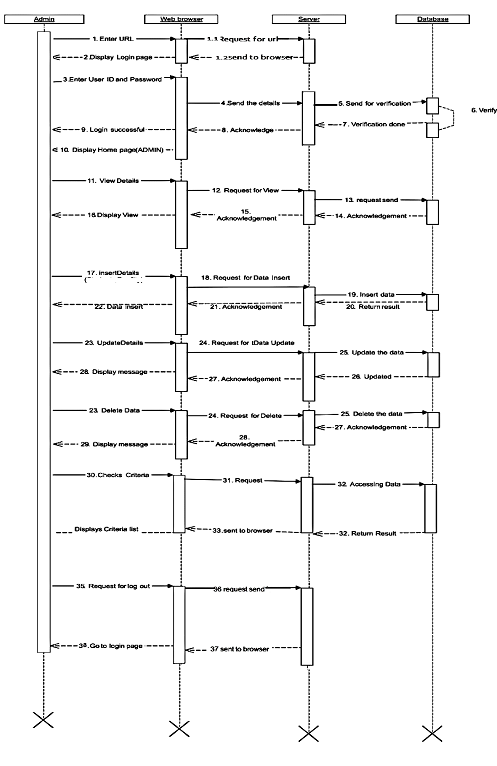 Admin
Web browser
Server
Database
1. Enter URL
1.1 Request for url
2.Display Login page
1.2send to browser
3.Enter User ID and Password
4.Send the details
5. Send for verification
6. Verify
7. Verification done
8. Acknowledge
9. Login successful
10. Display Home page(ADMIN)
11. View Details
12. Request for View
13. request send
14. Acknowledgement
15.
Acknowledgement
16.Display View
17. InsertDetails
18. Request for Data Insert
19. Insert data
20. Return result
21. Acknowledgement
22. Data Insert
23. UpdateDetails
24. Request for tData Update
25. Update the data
26. Updated
27. Acknowledgement
28. Display message
23. Delete Data
24. Request for Delete
25. Delete the data
27. Acknowledgement
28.
Acknowledgement
29. Display message
30.Checks Criteria
31. Request
32. Accessing Data
32. Return Result
33.sent to browser
Displays Criteria list
35. Request for log out
36 request send
37 sent to browser
38.Go to login page